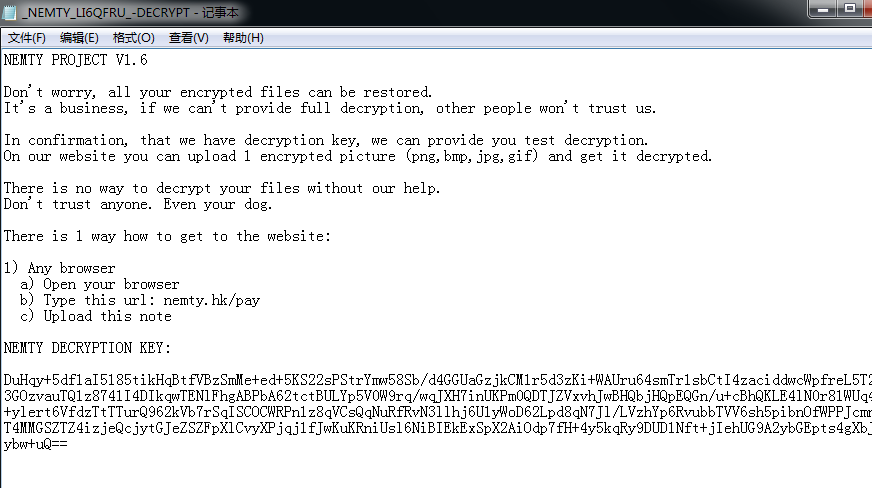 _NEMTY_LI6QFRU_-DECRYPT - 记事本
文件(F) 编辑(E) 格式(O) 查看(V) 帮助(H)
NEMTY PROJECT V1.6
Don't worry, all your encrypted files can be restored.
It's a business, if we can't provide full decryption, other people won't trust us.
In confirmation, that we have decryption key, we can provide you test decryption.
On our website you can upload 1 encrypted picture (png,bmp,jpg,gif) and get it decrypted.
There is no way to decrypt your files without our help.
Don't trust anyone. Even your dog.
There is 1 way how to get to the website:
1) Any browser
a) Open your browser
b) Type this url: nemty.hk/pay
c) Upload this note
NEMTY DECRYPTION KEY:
DuHqy+5df1aI5185tikHqBtfVBzSmMe+ed+5KS22sPStrYmw58Sb/d4GGUaGzjkCM1r5d3zKi+WAUru64smTr1sbCtI4zaciddwcWpfreL5T2
3GOzvauTQ1z8741I4DIkqwTENlFhgABPbA62tctBULYp5VOW9rq/wqJXH7inUKPmOQDTJZVxvhJwBHQbjHQpEQGn/u+cBhQKLE4lNOr81WUq4
+ylert6VfdzTtTTurQ962kVb7rSqISCOCWRPnlz8qVCsQqNuRfRvN3llhj6U1yWoD62Lpd8qN7Jl/LVzhYp6RvubbTVV6sh5pibnOfWPPJcmm
T4MMGSZTZ4izjeQcjytGJeZSZFpXlCvyXPjqj1fJwKuKRniUsl6NiBIEkExSpX2AiOdp7fH+4y5kqRy9DUD1Nft+jIehUG9A2ybGEpts4gXbJ
ybw+uQ==